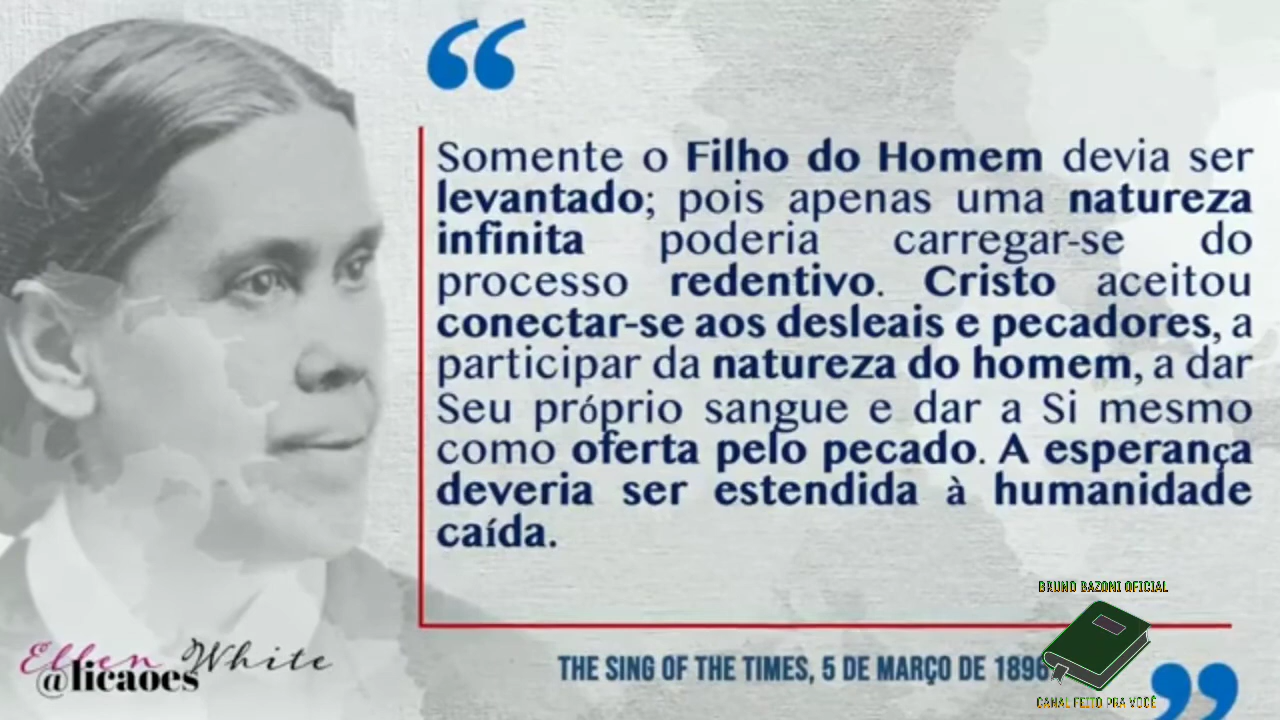 “
Somente o Filho do Homem devia ser
levantado; pois apenas uma natureza
infinita poderia carregar-se do
processo redentivo. Cristo aceitou
conectar-se aos desleais e pecadores, a
participar da natureza do homem, a dar
Seu próprio sangue e dar a Si mesmo
como oferta pelo pecado. A esperança
deveria ser estendida à humanidade
caída.
BRUNO BAZONI OFICIAL
Ellen White
@licaoes
THE SING OF THE TIMES, 5 DE MARÇO DE 1896
CANAL FEITO PRA VOCÊ
”